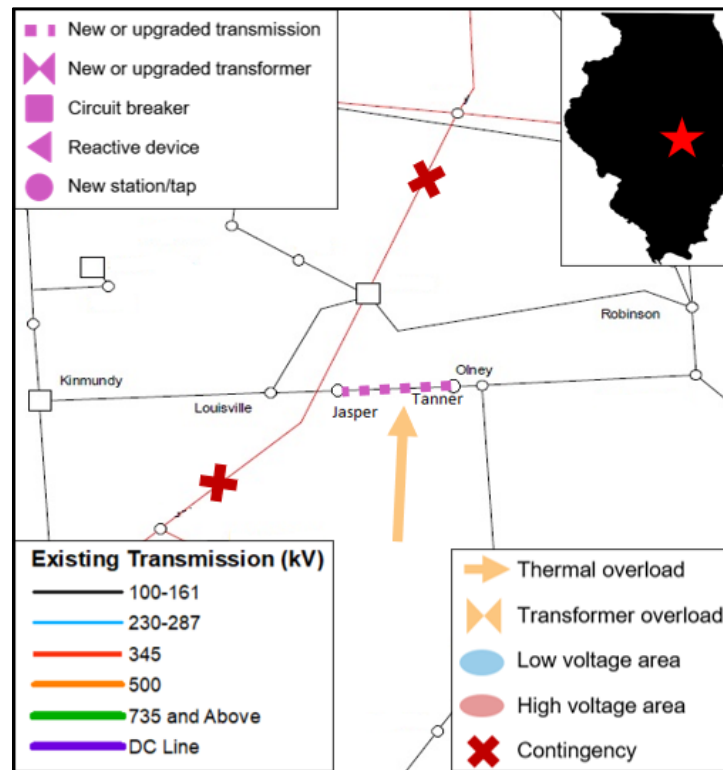 New or upgraded transmission
New or upgraded transformer
Circuit breaker
Reactive device
New station/tap
Robinson
Kinmundy
Olney
Louisville
Jasper
Tanner
Existing Transmission (kV)
100-161
230-287
345
500
735 and Above
DC Line
Thermal overload
Transformer overload
Low voltage area
High voltage area
Contingency